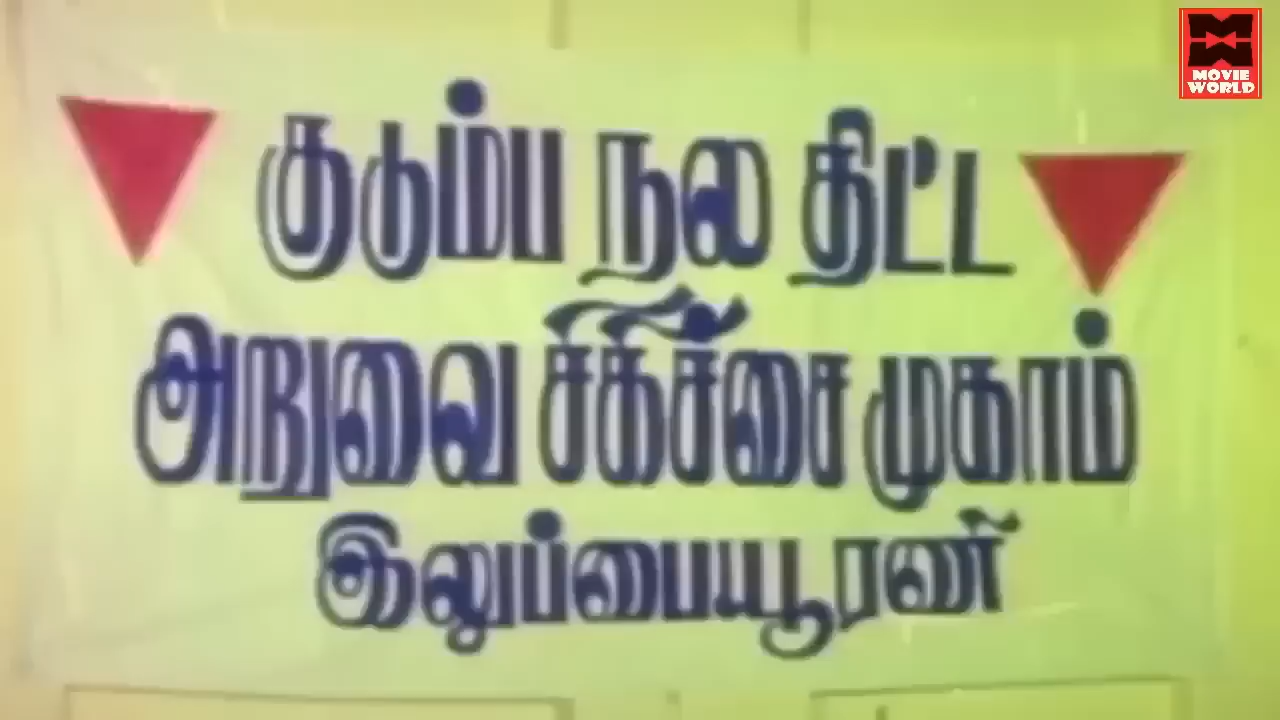 MOVIE
WORLD
குடும்ப நல திட்ட
அறுவை சிகிச்சை முகாம்
இலுப்பையூரணி